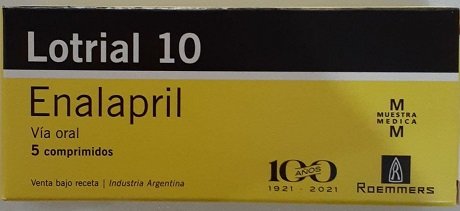 Lotrial 10
Enalapril
Vía oral
5 comprimidos
M
MUESTRA
MEDICA
M
Venta bajo receta | Industria Argentina
100 AÑOS
1921 - 2021
R
ROEMMERS